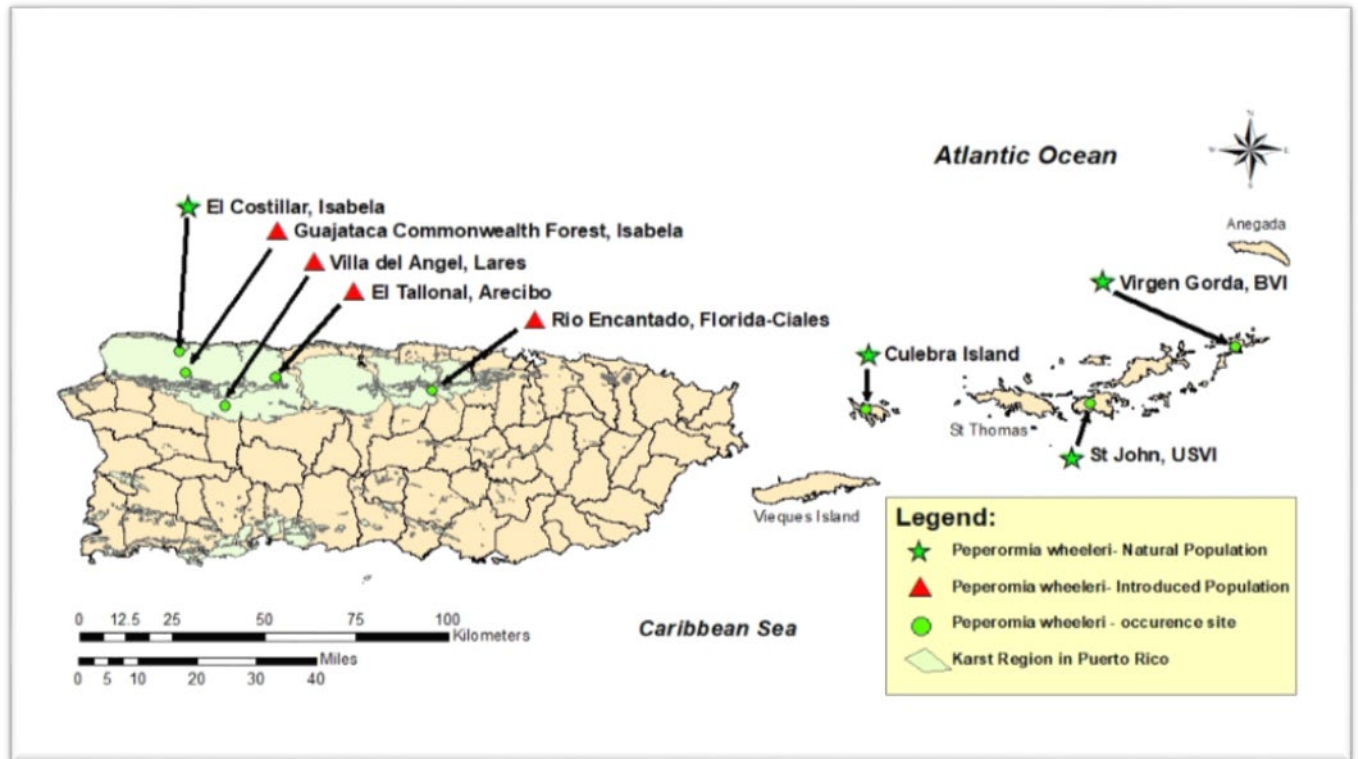 Atlantic Ocean
El Costillar, Isabela
Guajataca Commonwealth Forest, Isabela
Villa del Angel, Lares
El Tallonal, Arecibo
Rio Encantado, Florida-Ciales
Anegada
Virgen Gorda, BVI
Culebra Island
St Thomas
St John, USVI
Vieques Island
Legend:
Peperormia wheeleri- Natural Population
Peperomia wheeleri- Introduced Population
Peperomia wheeleri - occurence site
Karst Region in Puerto Rico
Caribbean Sea
0 12.5 25 50 75 100
Kilometers
Miles
0 5 10 20 30 40